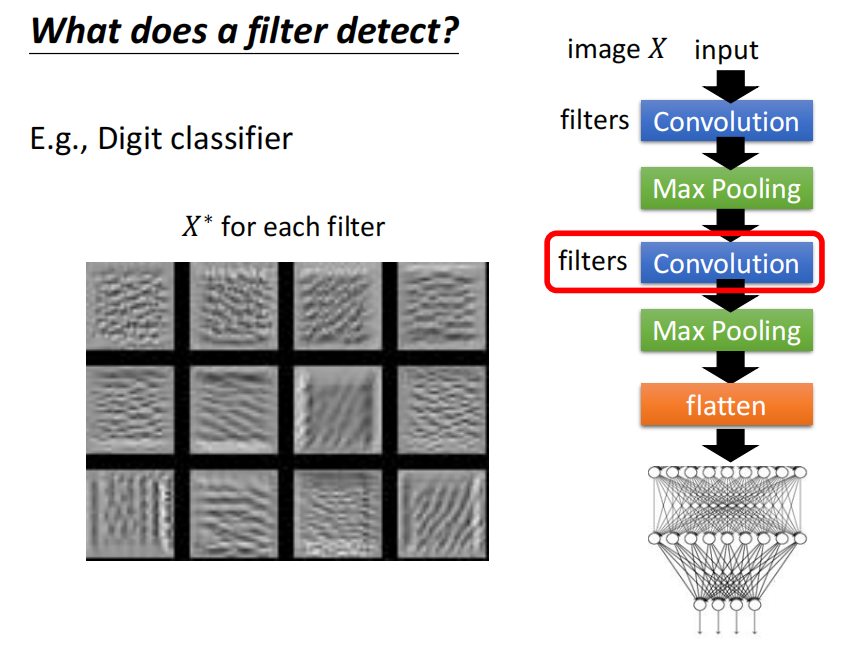 What does a filter detect?
E.g., Digit classifier
X* for each filter
image X input
filters Convolution
Max Pooling
filters Convolution
Max Pooling
flatten